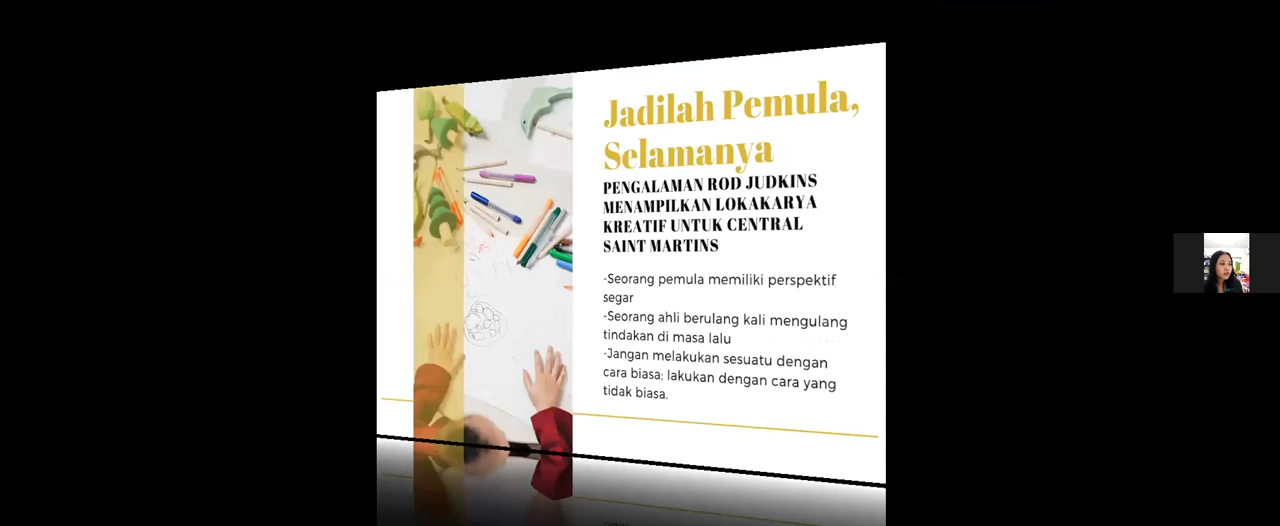 Jadilah Pemula,
Selamanya
PENGALAMAN ROD JUDKINS
MENAMPILKAN LOKAKARYA
KREATIF UNTUK CENTRAL
SAINT MARTINS
-Seorang pemula memiliki perspektif
segar
-Seorang ahli berulang kali mengulang
tindakan di masa lalu
-Jangan melakukan sesuatu dengan
cara biasa; lakukan dengan cara yang
tidak biasa.